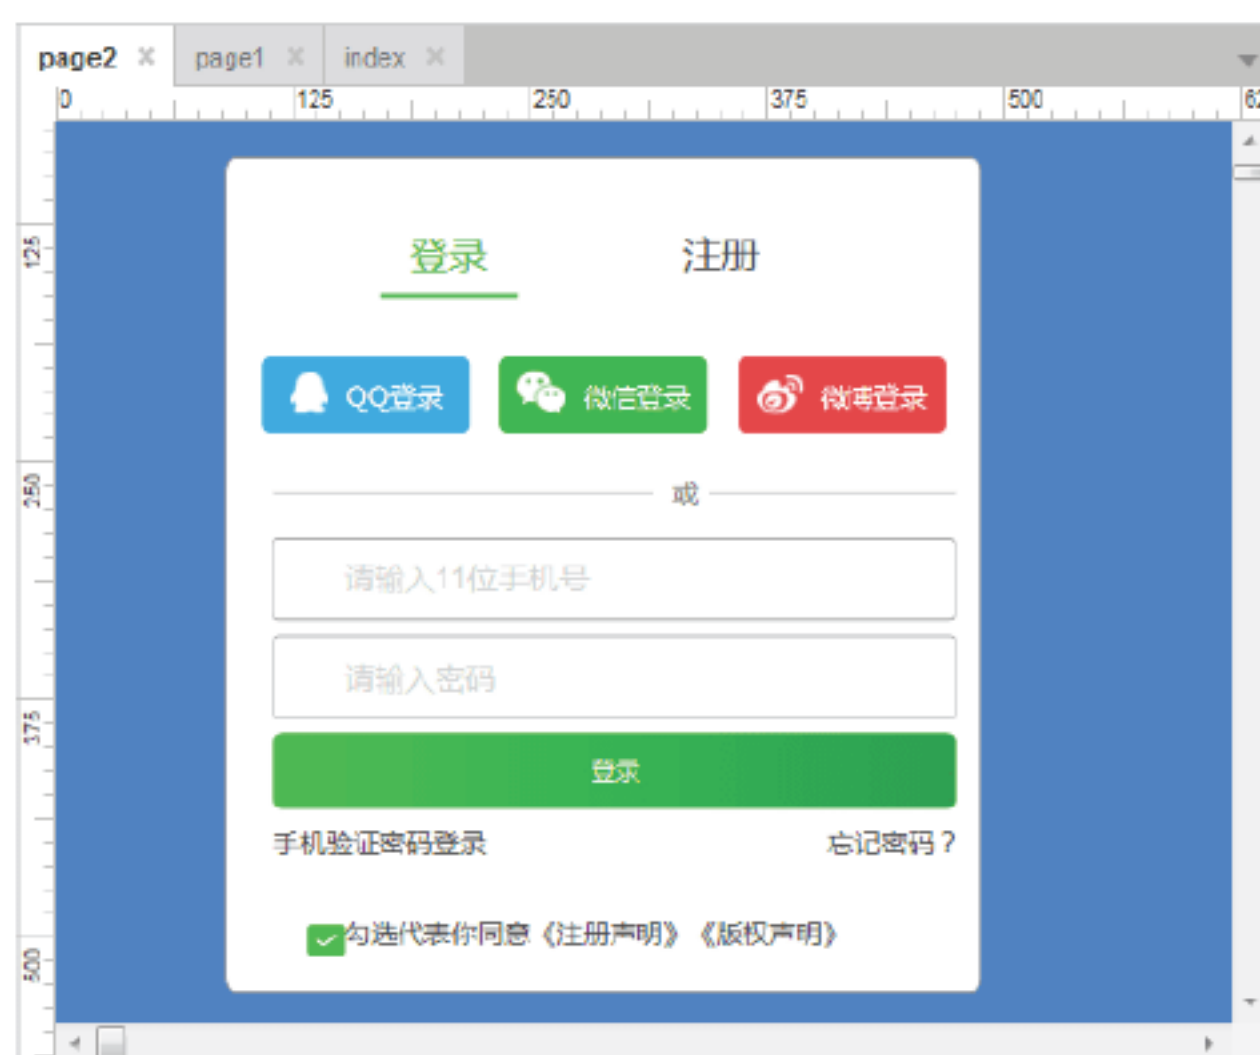 page2 page1 index
0 125 250 375 500
125
登录 注册
QQ登录 微信登录 微博登录
250
或
请输入11位手机号
请输入密码
375
登录
手机验证密码登录 忘记密码？
勾选代表你同意《注册声明》《版权声明》
500